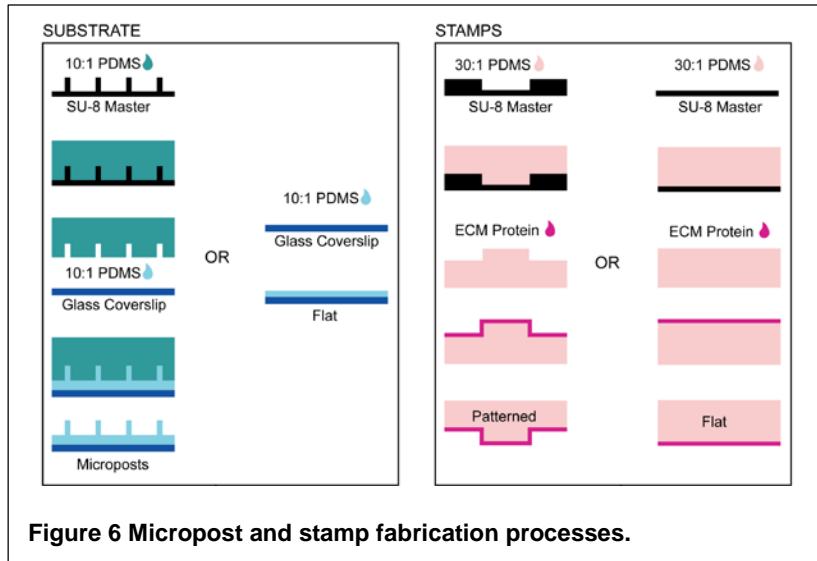 SUBSTRATE
10:1 PDMS
SU-8 Master
10:1 PDMS
Glass Coverslip
Microposts
OR
10:1 PDMS
Glass Coverslip
Flat
STAMPS
30:1 PDMS
SU-8 Master
ECM Protein
Patterned
OR
30:1 PDMS
SU-8 Master
ECM Protein
Flat
Figure 6 Micropost and stamp fabrication processes.